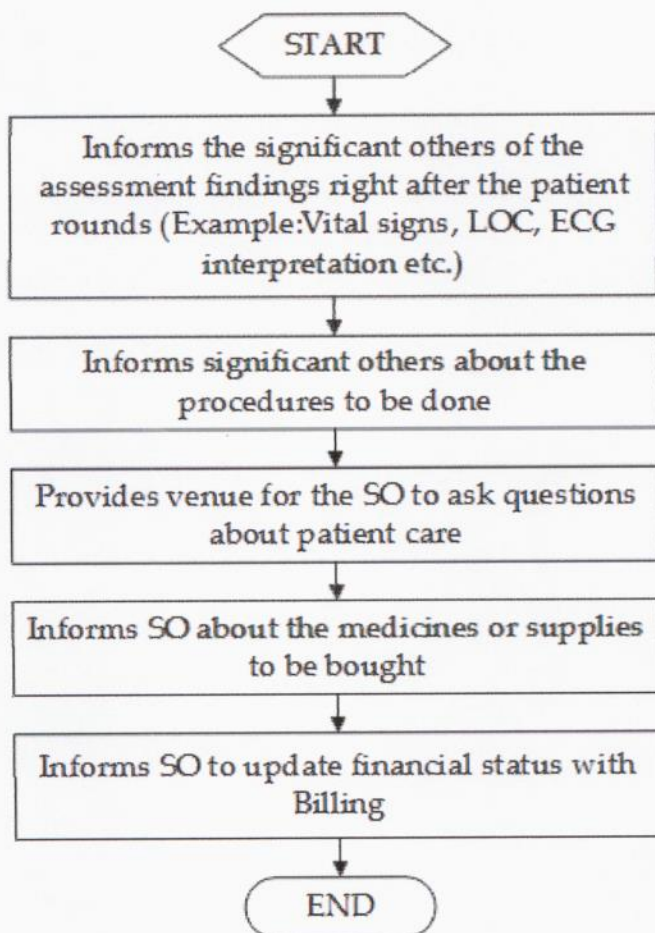 START
Informs the significant others of the
assessment findings right after the patient
rounds (Example:Vital signs, LOC, ECG
interpretation etc.)
Informs significant others about the
procedures to be done
Provides venue for the SO to ask questions
about patient care
Informs SO about the medicines or supplies
to be bought
Informs SO to update financial status with
Billing
END